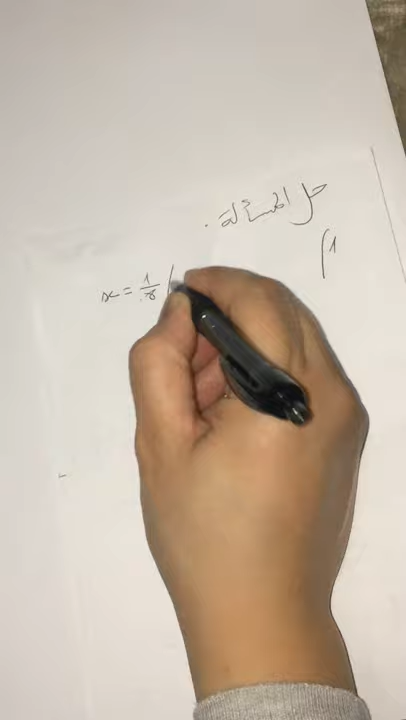 حل المسألة.
1)
x = 1/8